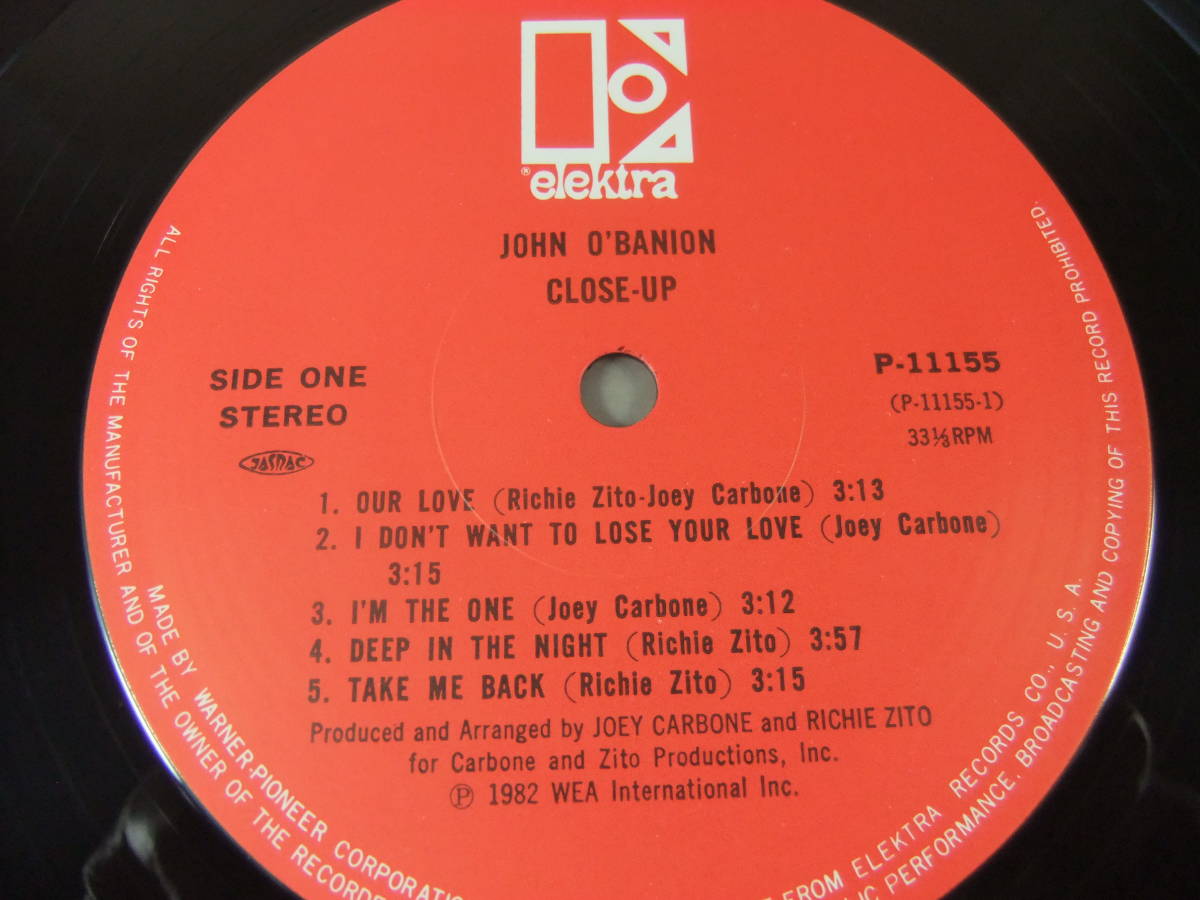 ® elektra
JOHN O'BANION
CLOSE-UP
SIDE ONE
STEREO
JASRAC
P-11155
(P-11155-1)
33⅓RPM
1. OUR LOVE (Richie Zito-Joey Carbone) 3:13
2. I DON'T WANT TO LOSE YOUR LOVE (Joey Carbone)
3:15
3. I'M THE ONE (Joey Carbone) 3:12
4. DEEP IN THE NIGHT (Richie Zito) 3:57
5. TAKE ME BACK (Richie Zito) 3:15
Produced and Arranged by JOEY CARBONE and RICHIE ZITO
for Carbone and Zito Productions, Inc.
Ⓟ 1982 WEA International Inc.
ALL RIGHTS OF THE MANUFACTURER AND OF THE OWNER OF THE RECORDE
MADE BY WARNER-PIONEER CORPORATIO
FROM ELEKTRA RECORDS CO., U. S. A.
PERFORMANCE, BROADCASTING AND COPYING OF THIS RECORD PROHIBITED.